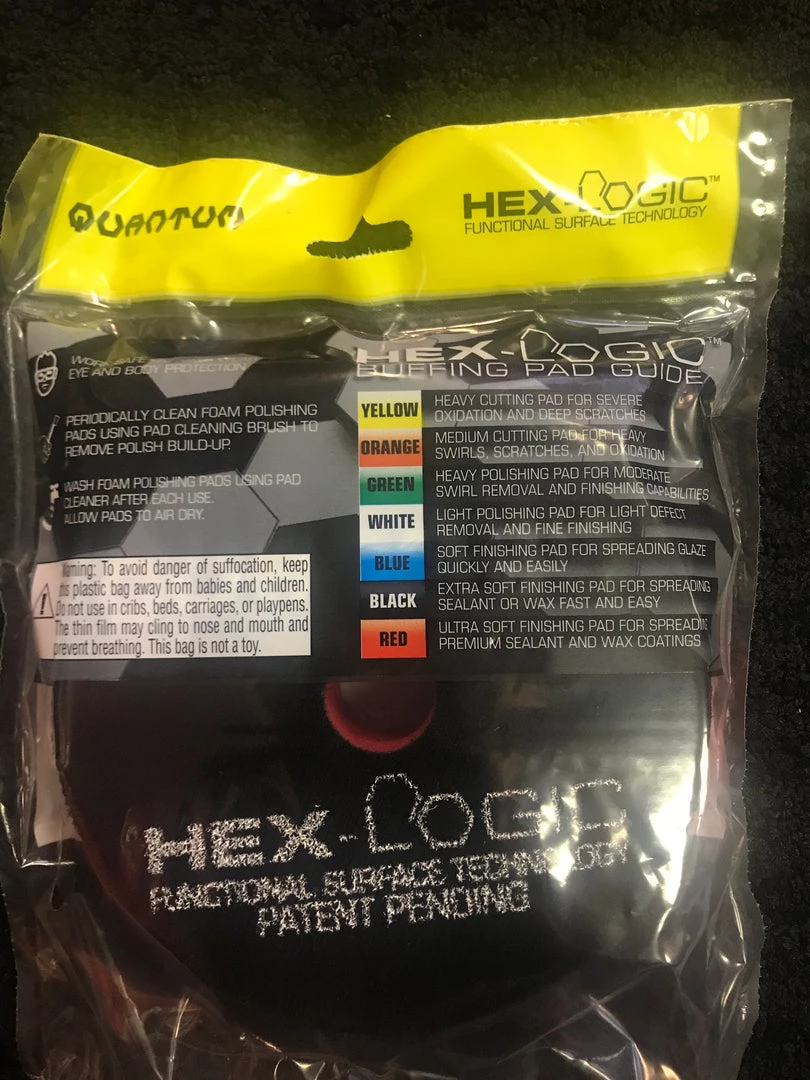 QUANTUM
HEX-LOGIC™
FUNCTIONAL SURFACE TECHNOLOGY
WORK SAFE
EYE AND BODY PROTECTION
PERIODICALLY CLEAN FOAM POLISHING
PADS USING PAD CLEANING BRUSH TO
REMOVE POLISH BUILD-UP.
WASH FOAM POLISHING PADS USING PAD
CLEANER AFTER EACH USE.
ALLOW PADS TO AIR DRY.
Warning: To avoid danger of suffocation, keep
this plastic bag away from babies and children.
Do not use in cribs, beds, carriages, or playpens.
The thin film may cling to nose and mouth and
prevent breathing. This bag is not a toy.
HEX-LOGIC™
BUFFING PAD GUIDE
YELLOW HEAVY CUTTING PAD FOR SEVERE
OXIDATION AND DEEP SCRATCHES
ORANGE MEDIUM CUTTING PAD FOR HEAVY
SWIRLS, SCRATCHES, AND OXIDATION
GREEN HEAVY POLISHING PAD FOR MODERATE
SWIRL REMOVAL AND FINISHING CAPABILITIES
WHITE LIGHT POLISHING PAD FOR LIGHT DEFECT
REMOVAL AND FINE FINISHING
BLUE SOFT FINISHING PAD FOR SPREADING GLAZE
QUICKLY AND EASILY
BLACK EXTRA SOFT FINISHING PAD FOR SPREADING
SEALANT OR WAX FAST AND EASY
RED ULTRA SOFT FINISHING PAD FOR SPREADING
PREMIUM SEALANT AND WAX COATINGS
HEX-LOGIC
FUNCTIONAL SURFACE TECHNOLOGY
PATENT PENDING